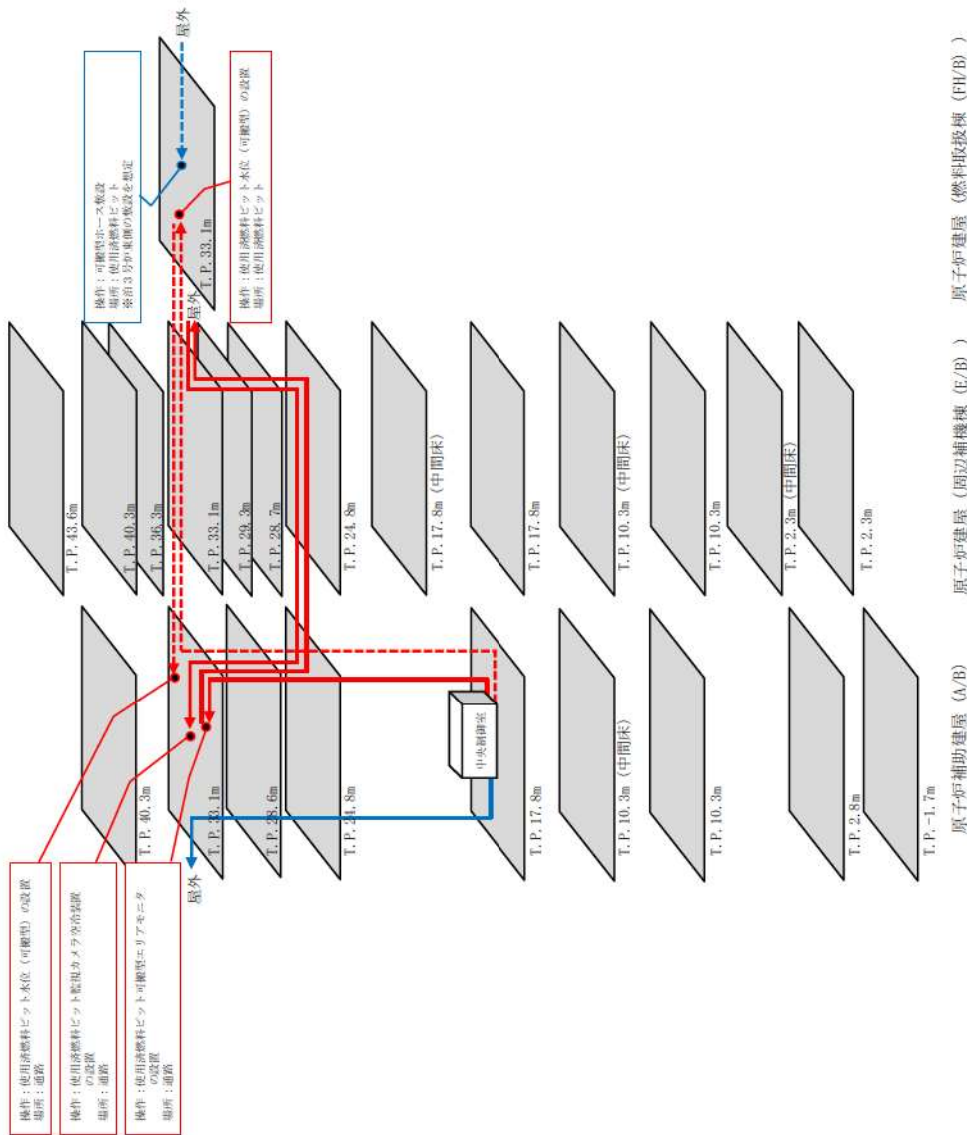 操作：使用済燃料ピット水位（可搬型）の設置
場所：通路
操作：使用済燃料ピット監視カメラ空冷装置
の設置
場所：通路
操作：使用済燃料ピット可搬型エリアモニタ
の設置
場所：通路
T.P. 40.3m
T.P. 33.1m
T.P. 28.6m
T.P. 24.8m
T.P. 17.8m
T.P. 10.3m（中間床）
T.P. 10.3m
T.P. 2.8m
T.P. -1.7m
屋外
中央制御室
原子炉補助建屋（A/B）
T.P. 43.6m
T.P. 40.3m
T.P. 36.3m
T.P. 33.1m
T.P. 29.3m
T.P. 28.7m
T.P. 24.8m
T.P. 17.8m（中間床）
T.P. 17.8m
T.P. 10.3m（中間床）
T.P. 10.3m
T.P. 2.3m（中間床）
T.P. 2.3m
屋外
原子炉建屋（周辺補機棟（E/B））
操作：可搬型ホース敷設
場所：使用済燃料ピット
※泊3号炉東側の敷設を想定
屋外
T.P. 33.1m
操作：使用済燃料ピット水位（可搬型）の設置
場所：使用済燃料ピット
原子炉建屋（燃料取扱棟（FH/B））